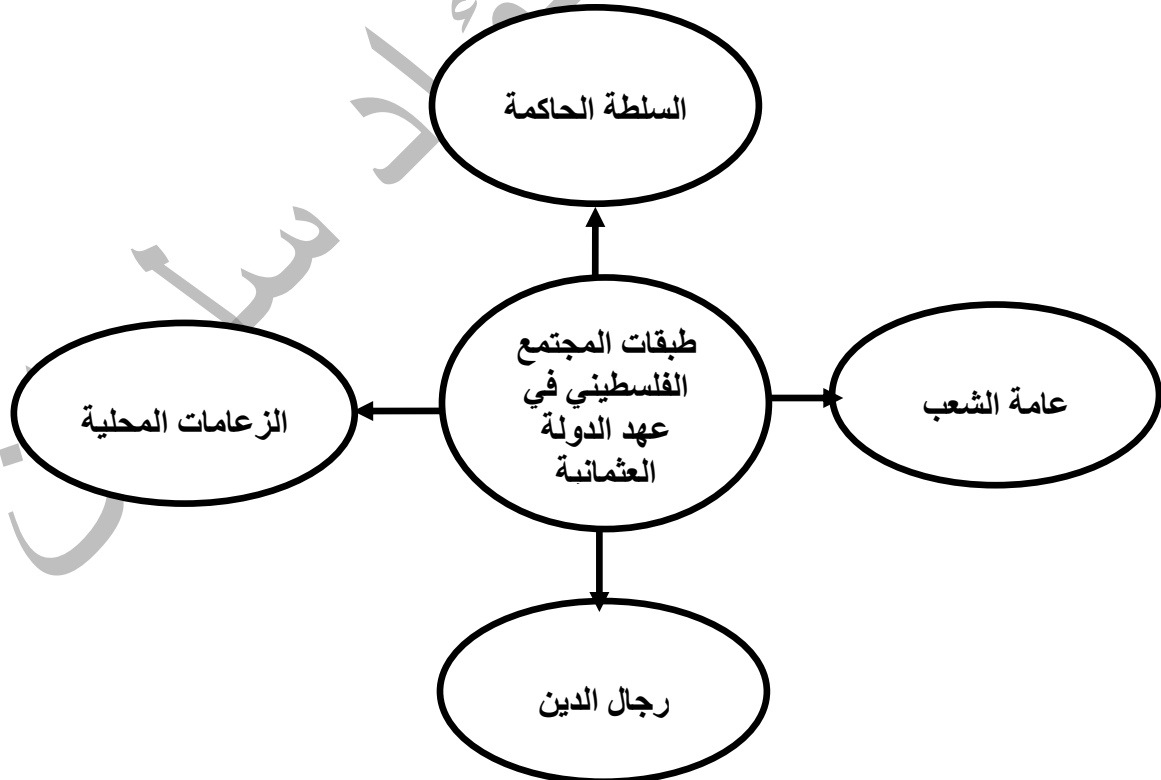 السلطة الحاكمة
طبقات المجتمع
الفلسطيني في
عهد الدولة
العثمانية
عامة الشعب
الزعامات المحلية
رجال الدين